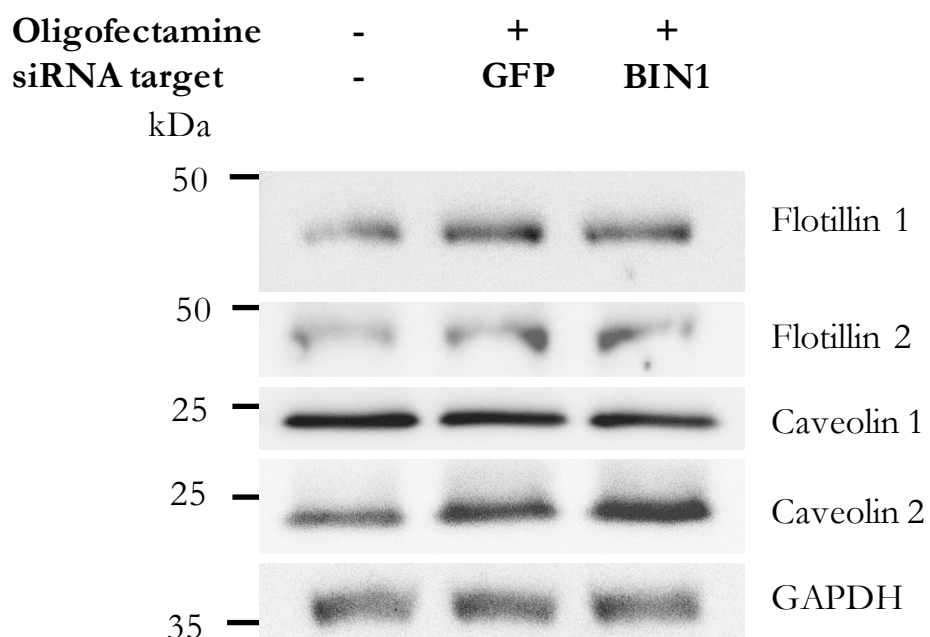 Oligofectamine - + +
siRNA target - GFP BIN1
kDa
50 Flotillin 1
50 Flotillin 2
25 Caveolin 1
25 Caveolin 2
GAPDH
35